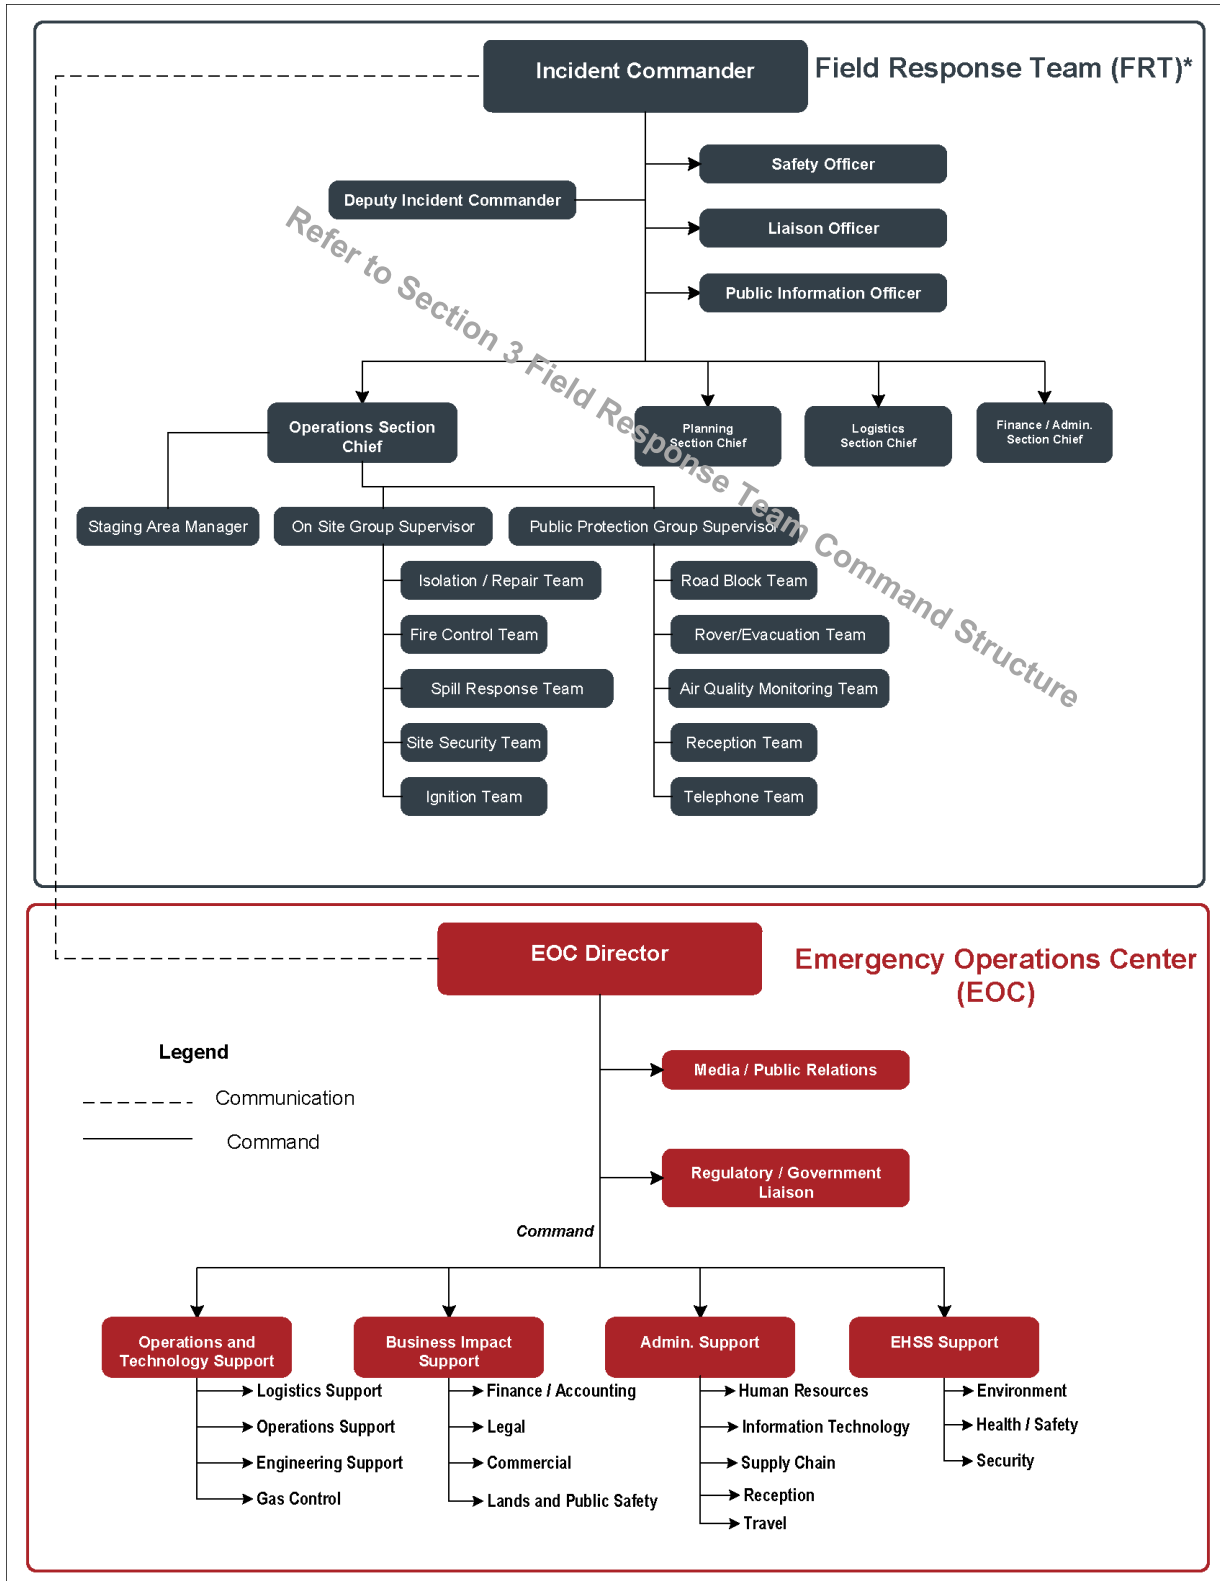 Incident Commander
Field Response Team (FRT)*
Safety Officer
Deputy Incident Commander
Liaison Officer
Public Information Officer
Refer to Section 3 Field Response Team Command Structure
Operations Section
Chief
Planning
Section Chief
Logistics
Section Chief
Finance / Admin.
Section Chief
Staging Area Manager
On Site Group Supervisor
Public Protection Group Supervisor
Isolation / Repair Team
Road Block Team
Fire Control Team
Rover/Evacuation Team
Spill Response Team
Air Quality Monitoring Team
Site Security Team
Reception Team
Ignition Team
Telephone Team
EOC Director
Emergency Operations Center
(EOC)
Legend
Communication
Command
Media / Public Relations
Regulatory / Government
Liaison
Command
Operations and
Technology Support
Business Impact
Support
Admin. Support
EHSS Support
Logistics Support
Operations Support
Engineering Support
Gas Control
Finance / Accounting
Legal
Commercial
Lands and Public Safety
Human Resources
Information Technology
Supply Chain
Reception
Travel
Environment
Health / Safety
Security